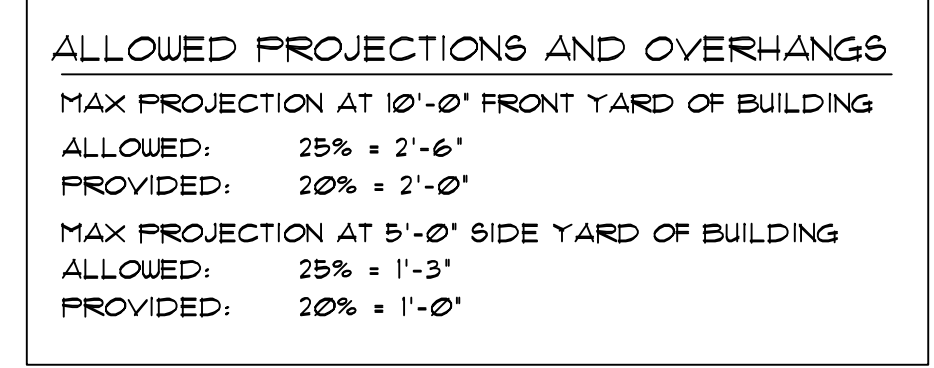 ALLOWED PROJECTIONS AND OVERHANGS
MAX PROJECTION AT 10'-0" FRONT YARD OF BUILDING
ALLOWED: 25% = 2'-6"
PROVIDED: 20% = 2'-0"
MAX PROJECTION AT 5'-0" SIDE YARD OF BUILDING
ALLOWED: 25% = 1'-3"
PROVIDED: 20% = 1'-0"